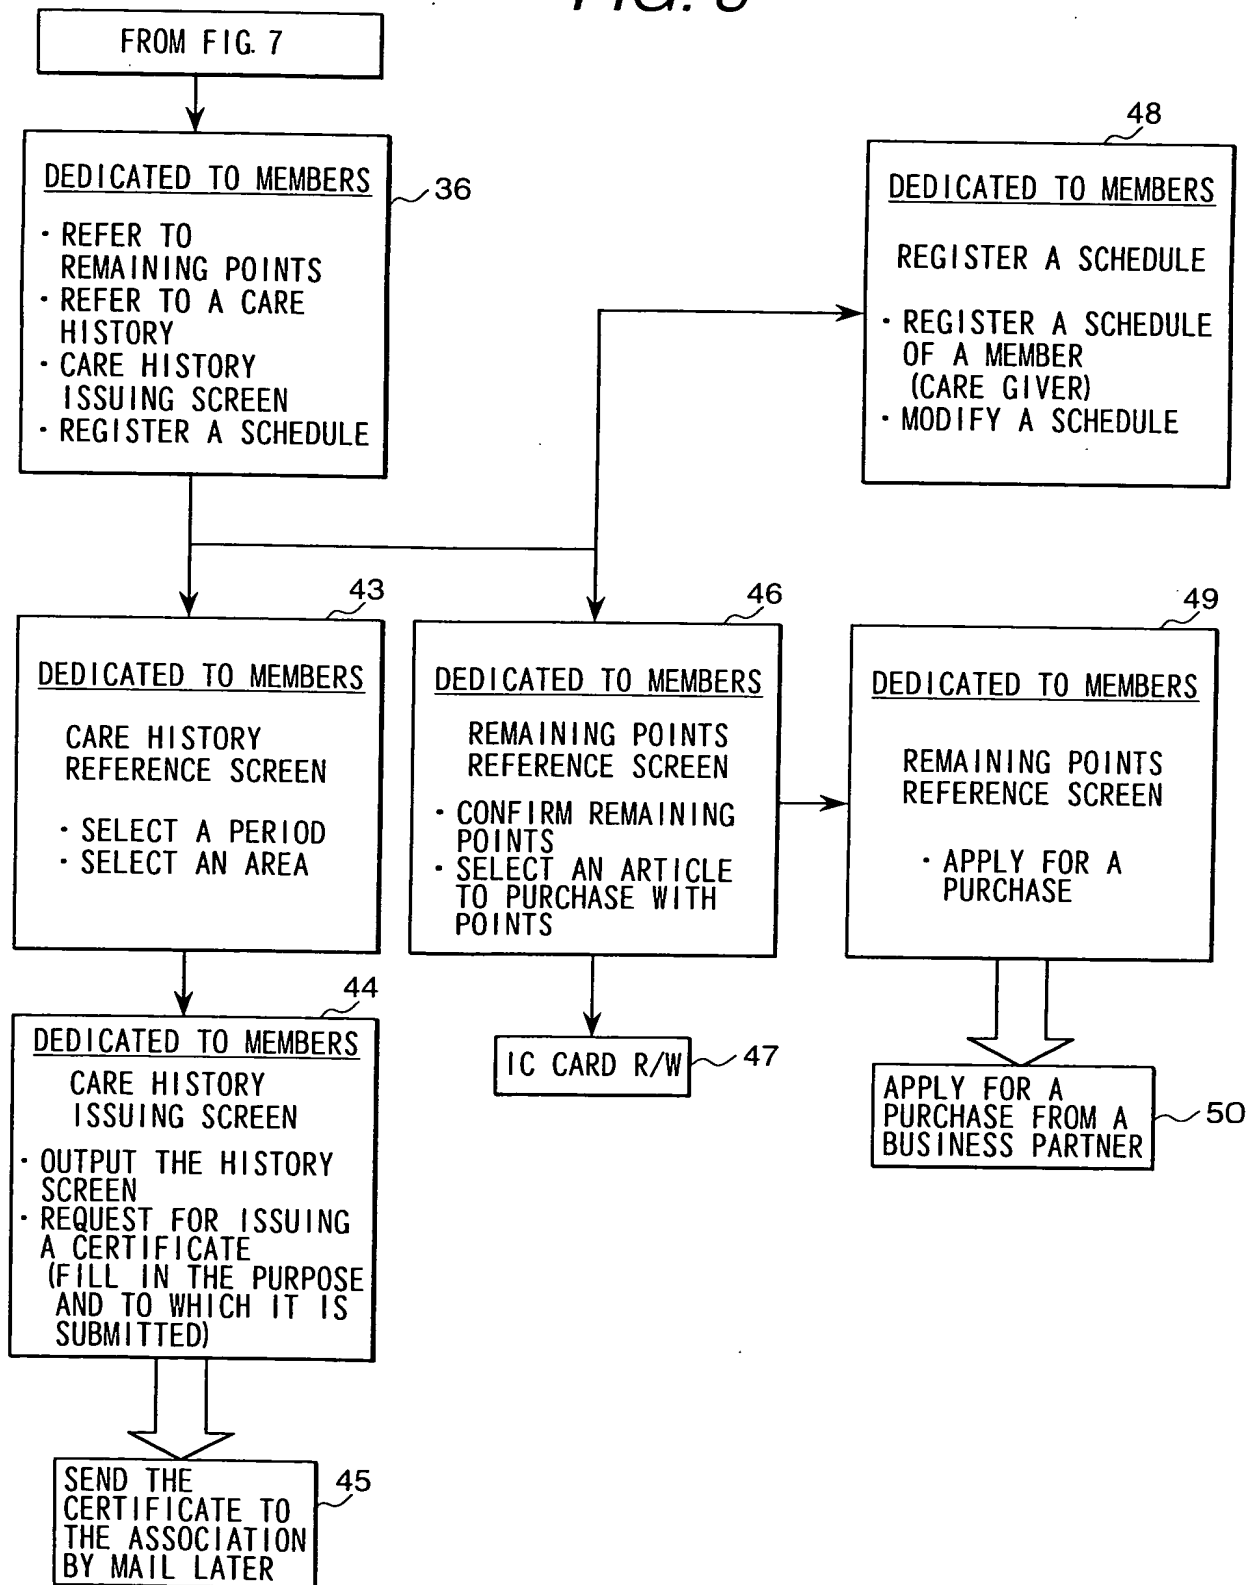 FROM FIG. 7
DEDICATED TO MEMBERS
· REFER TO
REMAINING POINTS
· REFER TO A CARE
HISTORY
· CARE HISTORY
ISSUING SCREEN
· REGISTER A SCHEDULE
36
48
DEDICATED TO MEMBERS
REGISTER A SCHEDULE
· REGISTER A SCHEDULE
OF A MEMBER
(CARE GIVER)
· MODIFY A SCHEDULE
43
DEDICATED TO MEMBERS
CARE HISTORY
REFERENCE SCREEN
· SELECT A PERIOD
· SELECT AN AREA
46
DEDICATED TO MEMBERS
REMAINING POINTS
REFERENCE SCREEN
· CONFIRM REMAINING
POINTS
· SELECT AN ARTICLE
TO PURCHASE WITH
POINTS
49
DEDICATED TO MEMBERS
REMAINING POINTS
REFERENCE SCREEN
· APPLY FOR A
PURCHASE
44
DEDICATED TO MEMBERS
CARE HISTORY
ISSUING SCREEN
· OUTPUT THE HISTORY
SCREEN
· REQUEST FOR ISSUING
A CERTIFICATE
(FILL IN THE PURPOSE
AND TO WHICH IT IS
SUBMITTED)
IC CARD R/W
47
APPLY FOR A
PURCHASE FROM A
BUSINESS PARTNER
50
SEND THE
CERTIFICATE TO
THE ASSOCIATION
BY MAIL LATER
45